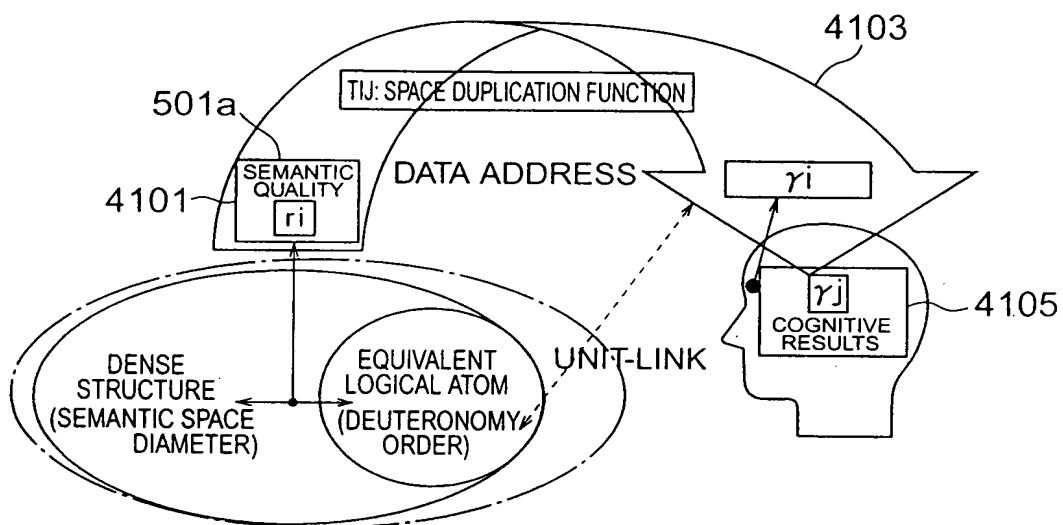 4103
TIJ: SPACE DUPLICATION FUNCTION
501a
SEMANTIC
QUALITY
ri
4101
DATA ADDRESS
γi
γj
COGNITIVE
RESULTS
4105
UNIT-LINK
DENSE
STRUCTURE
(SEMANTIC SPACE
DIAMETER)
EQUIVALENT
LOGICAL ATOM
(DEUTERONOMY
ORDER)